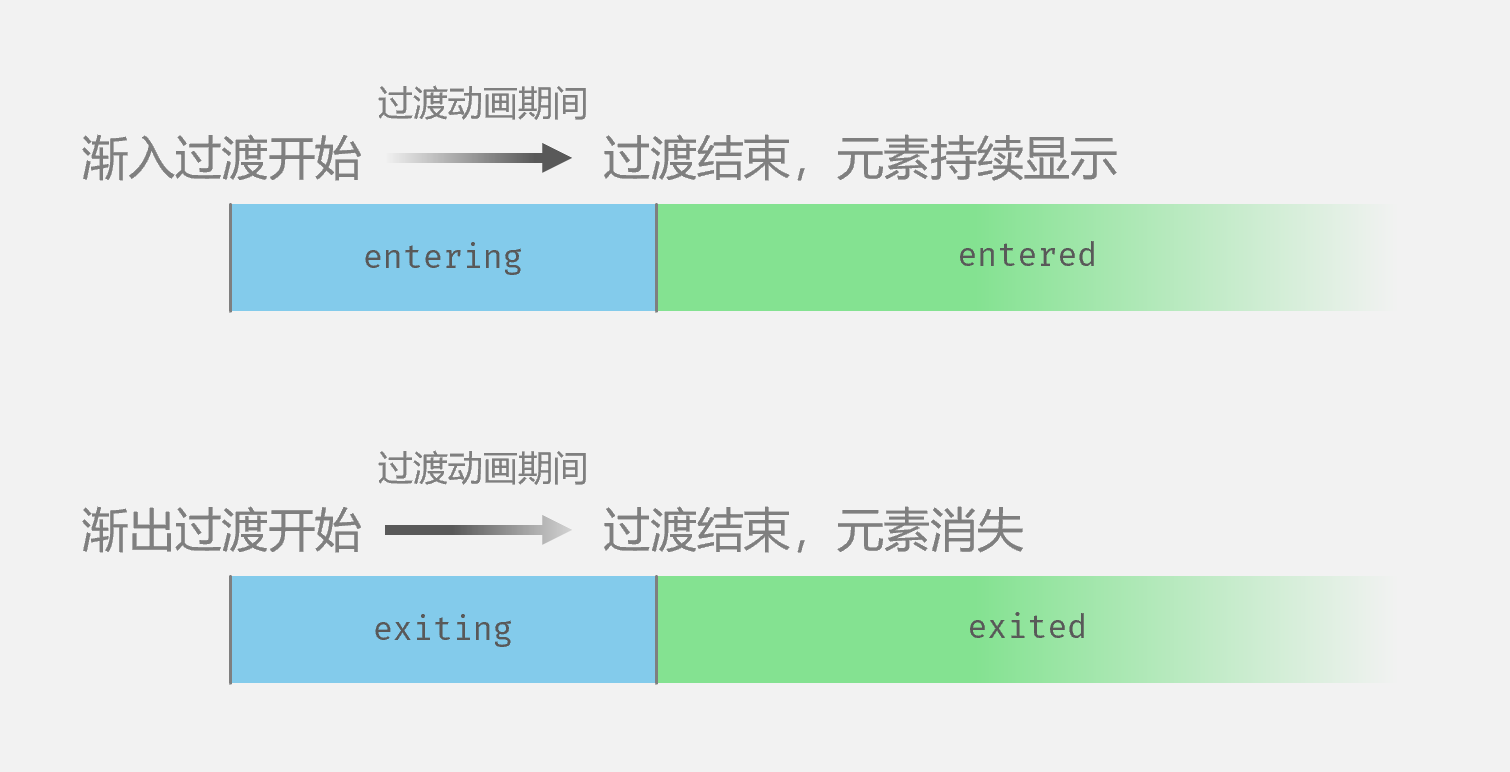 过渡动画期间
渐入过渡开始 过渡结束，元素持续显示
entering entered
过渡动画期间
渐出过渡开始 过渡结束，元素消失
exiting exited